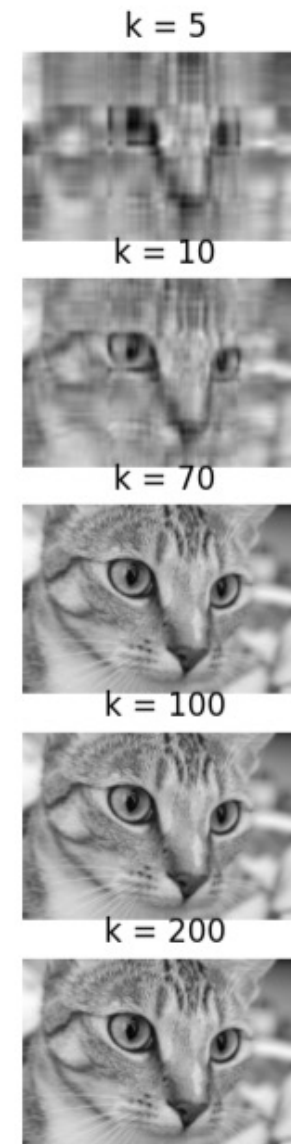 k = 5
k = 10
k = 70
k = 100
k = 200